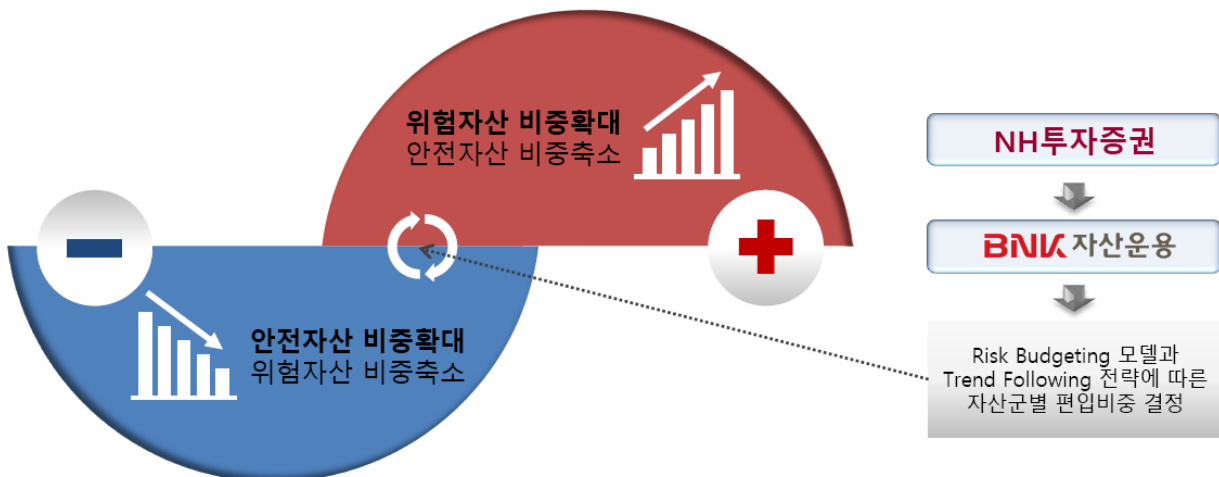 위험자산 비중확대
안전자산 비중축소
안전자산 비중확대
위험자산 비중축소
NH투자증권
BNK 자산운용
Risk Budgeting 모델과
Trend Following 전략에 따른
자산군별 편입비중 결정